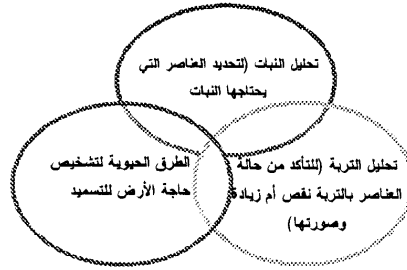 تحليل النبات (لتحديد العناصر التي
يحتاجها النبات
الطرق الحيوية لتشخيص
حاجة الأرض للتسميد
تحليل التربة (للتأكد من حالة
العناصر بالتربة نقص أم زيادة
وصورتها)